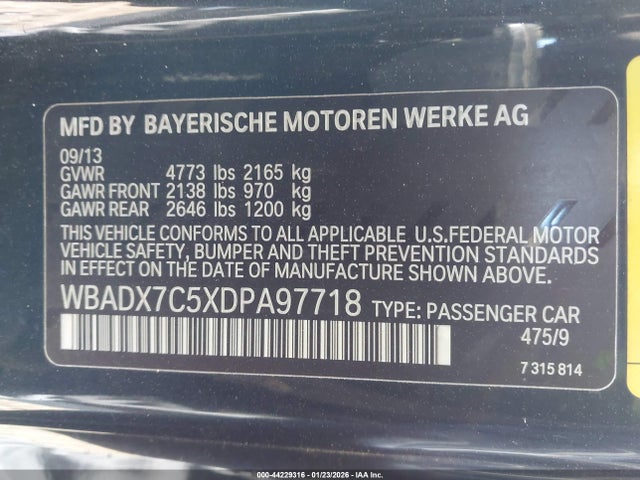 MFD BY BAYERISCHE MOTOREN WERKE AG
09/13
GVWR 4773 lbs 2165 kg
GAWR FRONT 2138 lbs 970 kg
GAWR REAR 2646 lbs 1200 kg
THIS VEHICLE CONFORMS TO ALL APPLICABLE U.S.FEDERAL MOTOR
VEHICLE SAFETY, BUMPER AND THEFT PREVENTION STANDARDS
IN EFFECT ON THE DATE OF MANUFACTURE SHOWN ABOVE.
WBADX7C5XDPA97718 TYPE: PASSENGER CAR
475/9
7 315 814
000-44229316 - 01/23/2026 - IAA Inc.